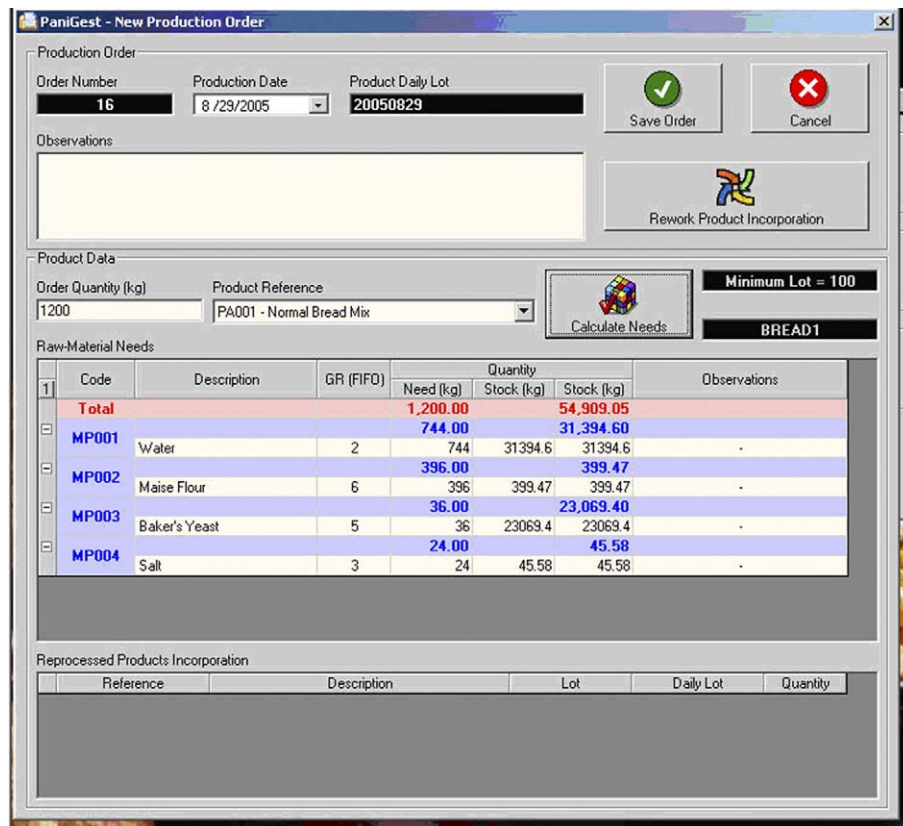 PaniGest - New Production Order
Production Order
Order Number Production Date Product Daily Lot
16 8 /29/2005 20050829
Save Order Cancel
Observations
Rework Product Incorporation
Product Data
Order Quantity (kg) Product Reference Minimum Lot = 100
1200 PA001 - Normal Bread Mix
Calculate Needs BREAD1
Raw-Material Needs
1 Code Description GR (FIFO) Quantity Observations
Need (kg) Stock (kg) Stock (kg)
Total 1,200.00 54,909.05
MP001 744.00 31,394.60
Water 2 744 31394.6 31394.6 -
MP002 396.00 399.47
Maise Flour 6 396 399.47 399.47 -
MP003 36.00 23,069.40
Baker's Yeast 5 36 23069.4 23069.4 -
MP004 24.00 45.58
Salt 3 24 45.58 45.58 -
Reprocessed Products Incorporation
Reference Description Lot Daily Lot Quantity